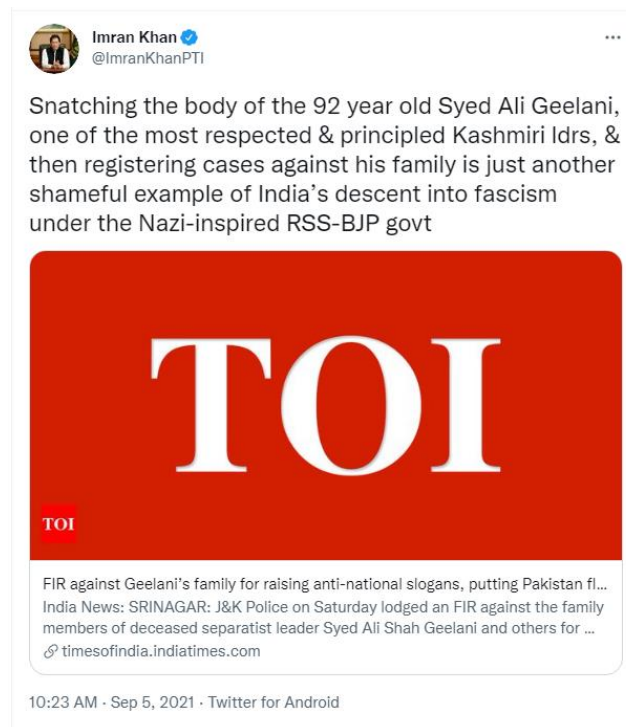 Imran Khan
@ImranKhanPTI
Snatching the body of the 92 year old Syed Ali Geelani,
one of the most respected & principled Kashmiri ldrs, &
then registering cases against his family is just another
shameful example of India's descent into fascism
under the Nazi-inspired RSS-BJP govt
TOI
TOI
FIR against Geelani's family for raising anti-national slogans, putting Pakistan fl...
India News: SRINAGAR: J&K Police on Saturday lodged an FIR against the family
members of deceased separatist leader Syed Ali Shah Geelani and others for ...
timesofindia.indiatimes.com
10:23 AM · Sep 5, 2021 · Twitter for Android